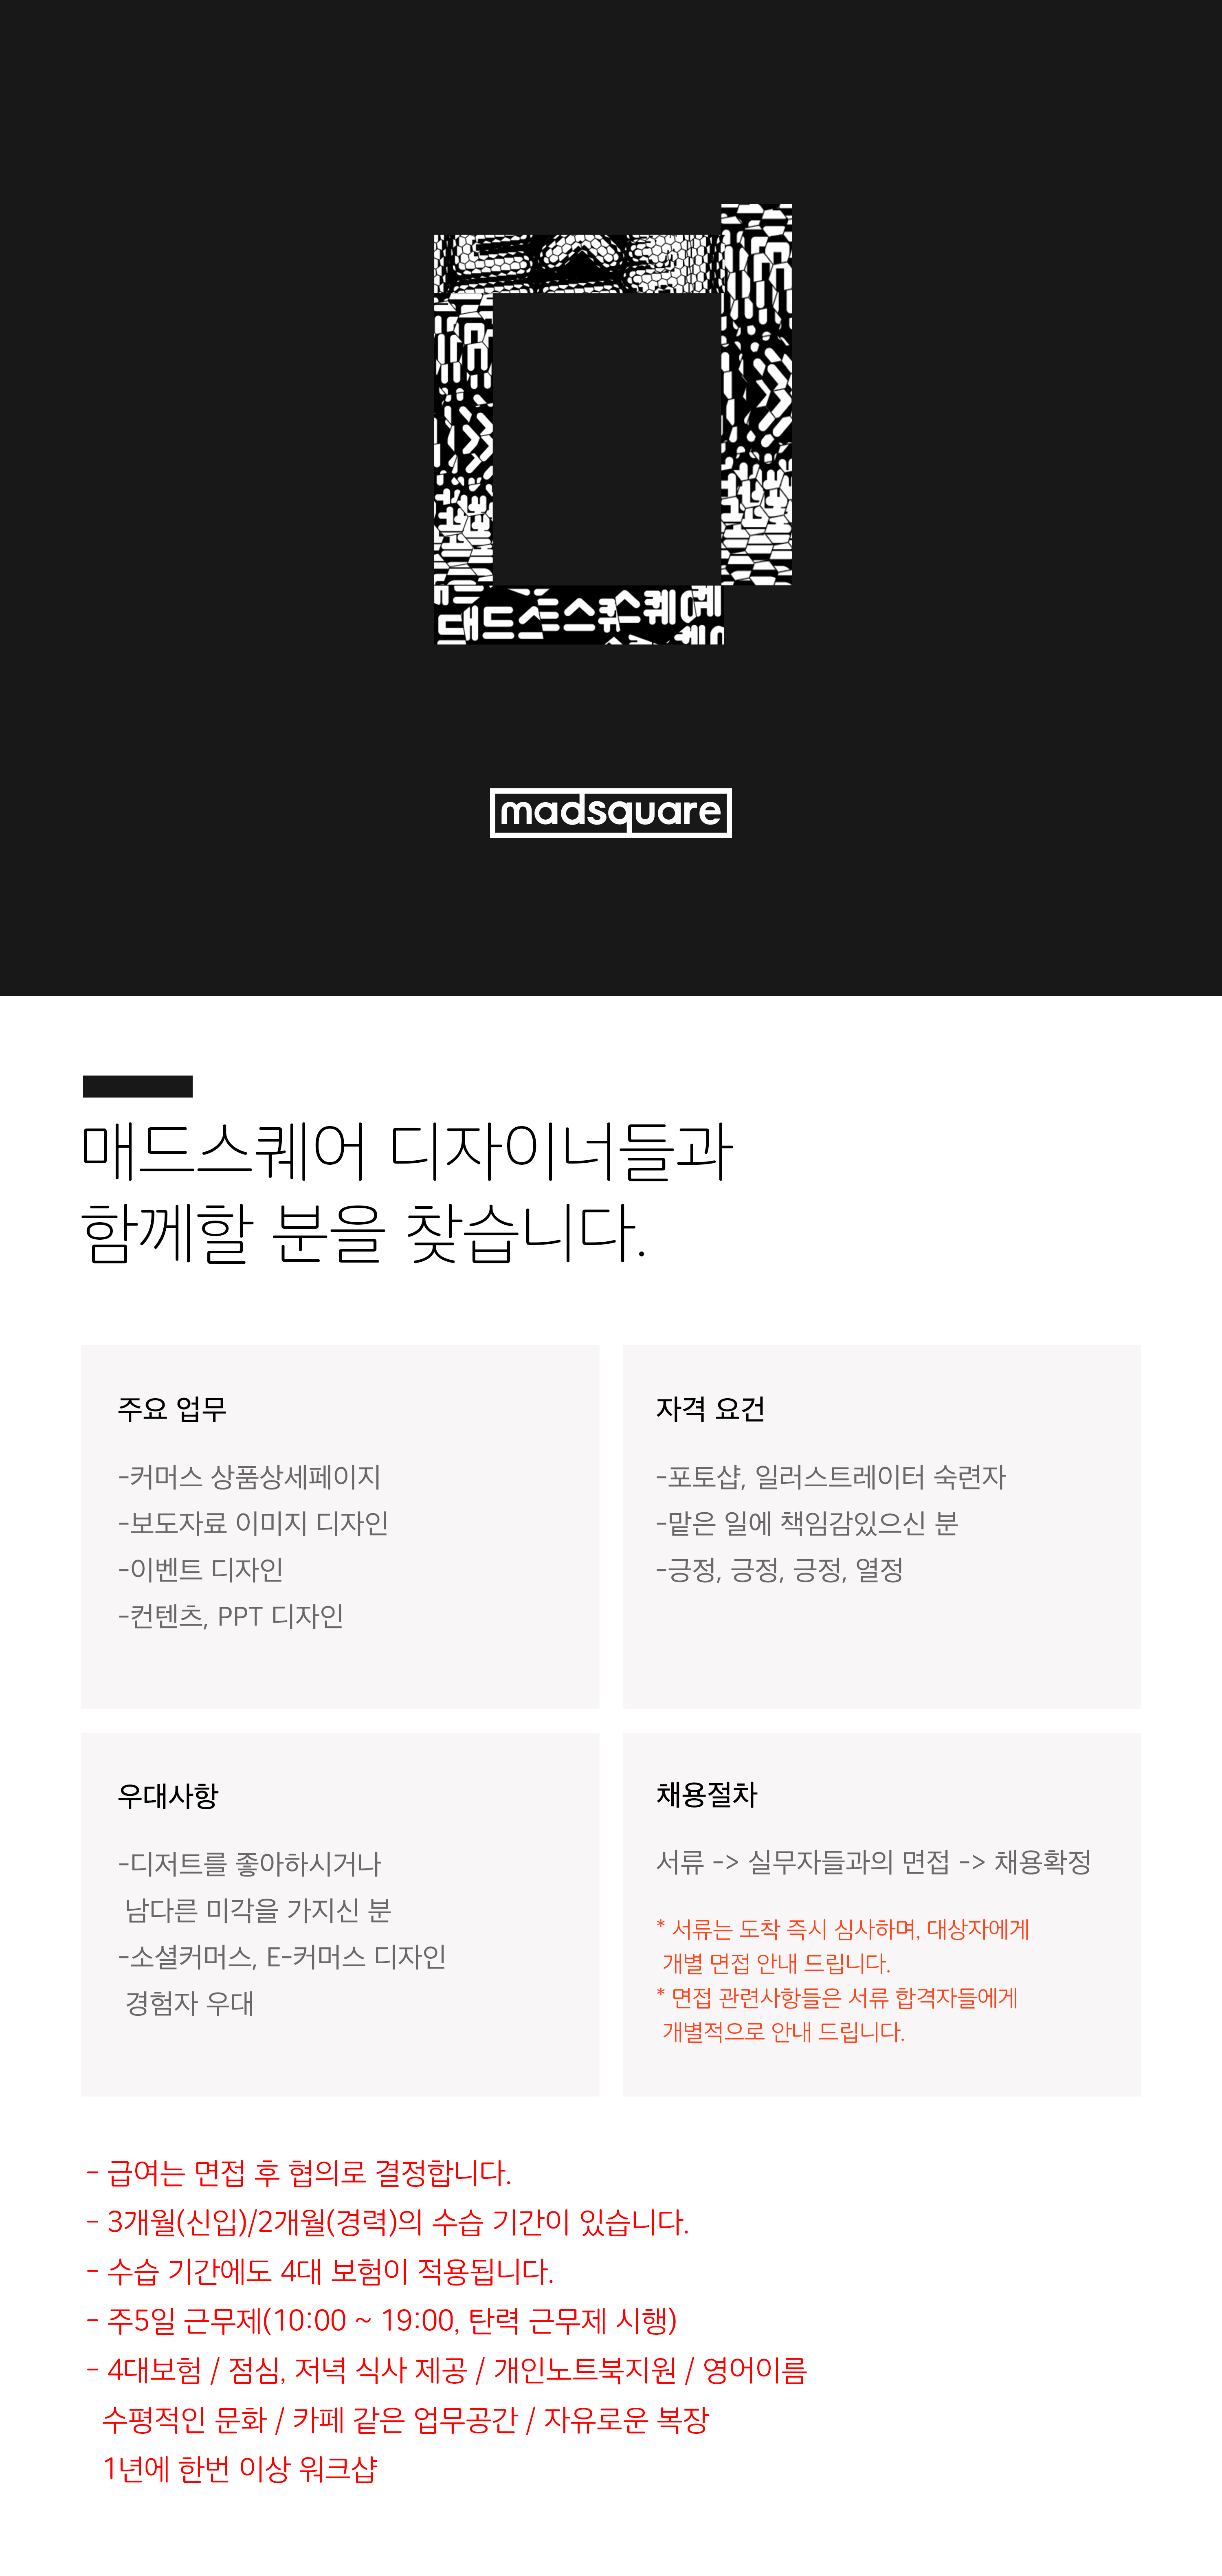 매드스퀘
madsquare
매드스퀘어 디자이너들과
함께할 분을 찾습니다.
주요 업무
-커머스 상품상세페이지
-보도자료 이미지 디자인
-이벤트 디자인
-컨텐츠, PPT 디자인
자격 요건
-포토샵, 일러스트레이터 숙련자
-맡은 일에 책임감있으신 분
-긍정, 긍정, 긍정, 열정
우대사항
-디저트를 좋아하시거나
남다른 미각을 가지신 분
-소셜커머스, E-커머스 디자인
경험자 우대
채용절차
서류 -> 실무자들과의 면접 -> 채용확정
* 서류는 도착 즉시 심사하며, 대상자에게
개별 면접 안내 드립니다.
* 면접 관련사항들은 서류 합격자들에게
개별적으로 안내 드립니다.
- 급여는 면접 후 협의로 결정합니다.
- 3개월(신입)/2개월(경력)의 수습 기간이 있습니다.
- 수습 기간에도 4대 보험이 적용됩니다.
- 주5일 근무제(10:00 ~ 19:00, 탄력 근무제 시행)
- 4대보험 / 점심, 저녁 식사 제공 / 개인노트북지원 / 영어이름
수평적인 문화 / 카페 같은 업무공간 / 자유로운 복장
1년에 한번 이상 워크샵